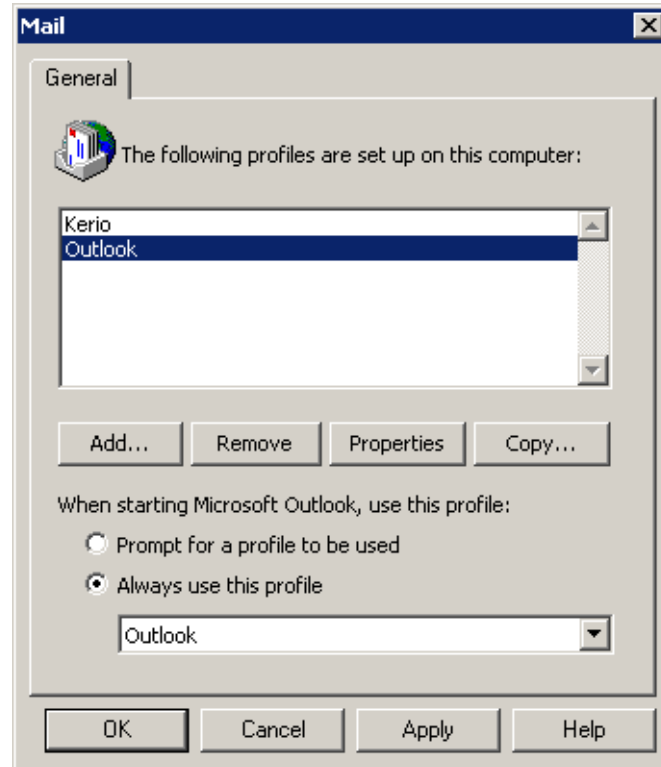 Mail
General
The following profiles are set up on this computer:
Kerio
Outlook
Add... Remove Properties Copy...
When starting Microsoft Outlook, use this profile:
Prompt for a profile to be used
Always use this profile
Outlook
OK Cancel Apply Help